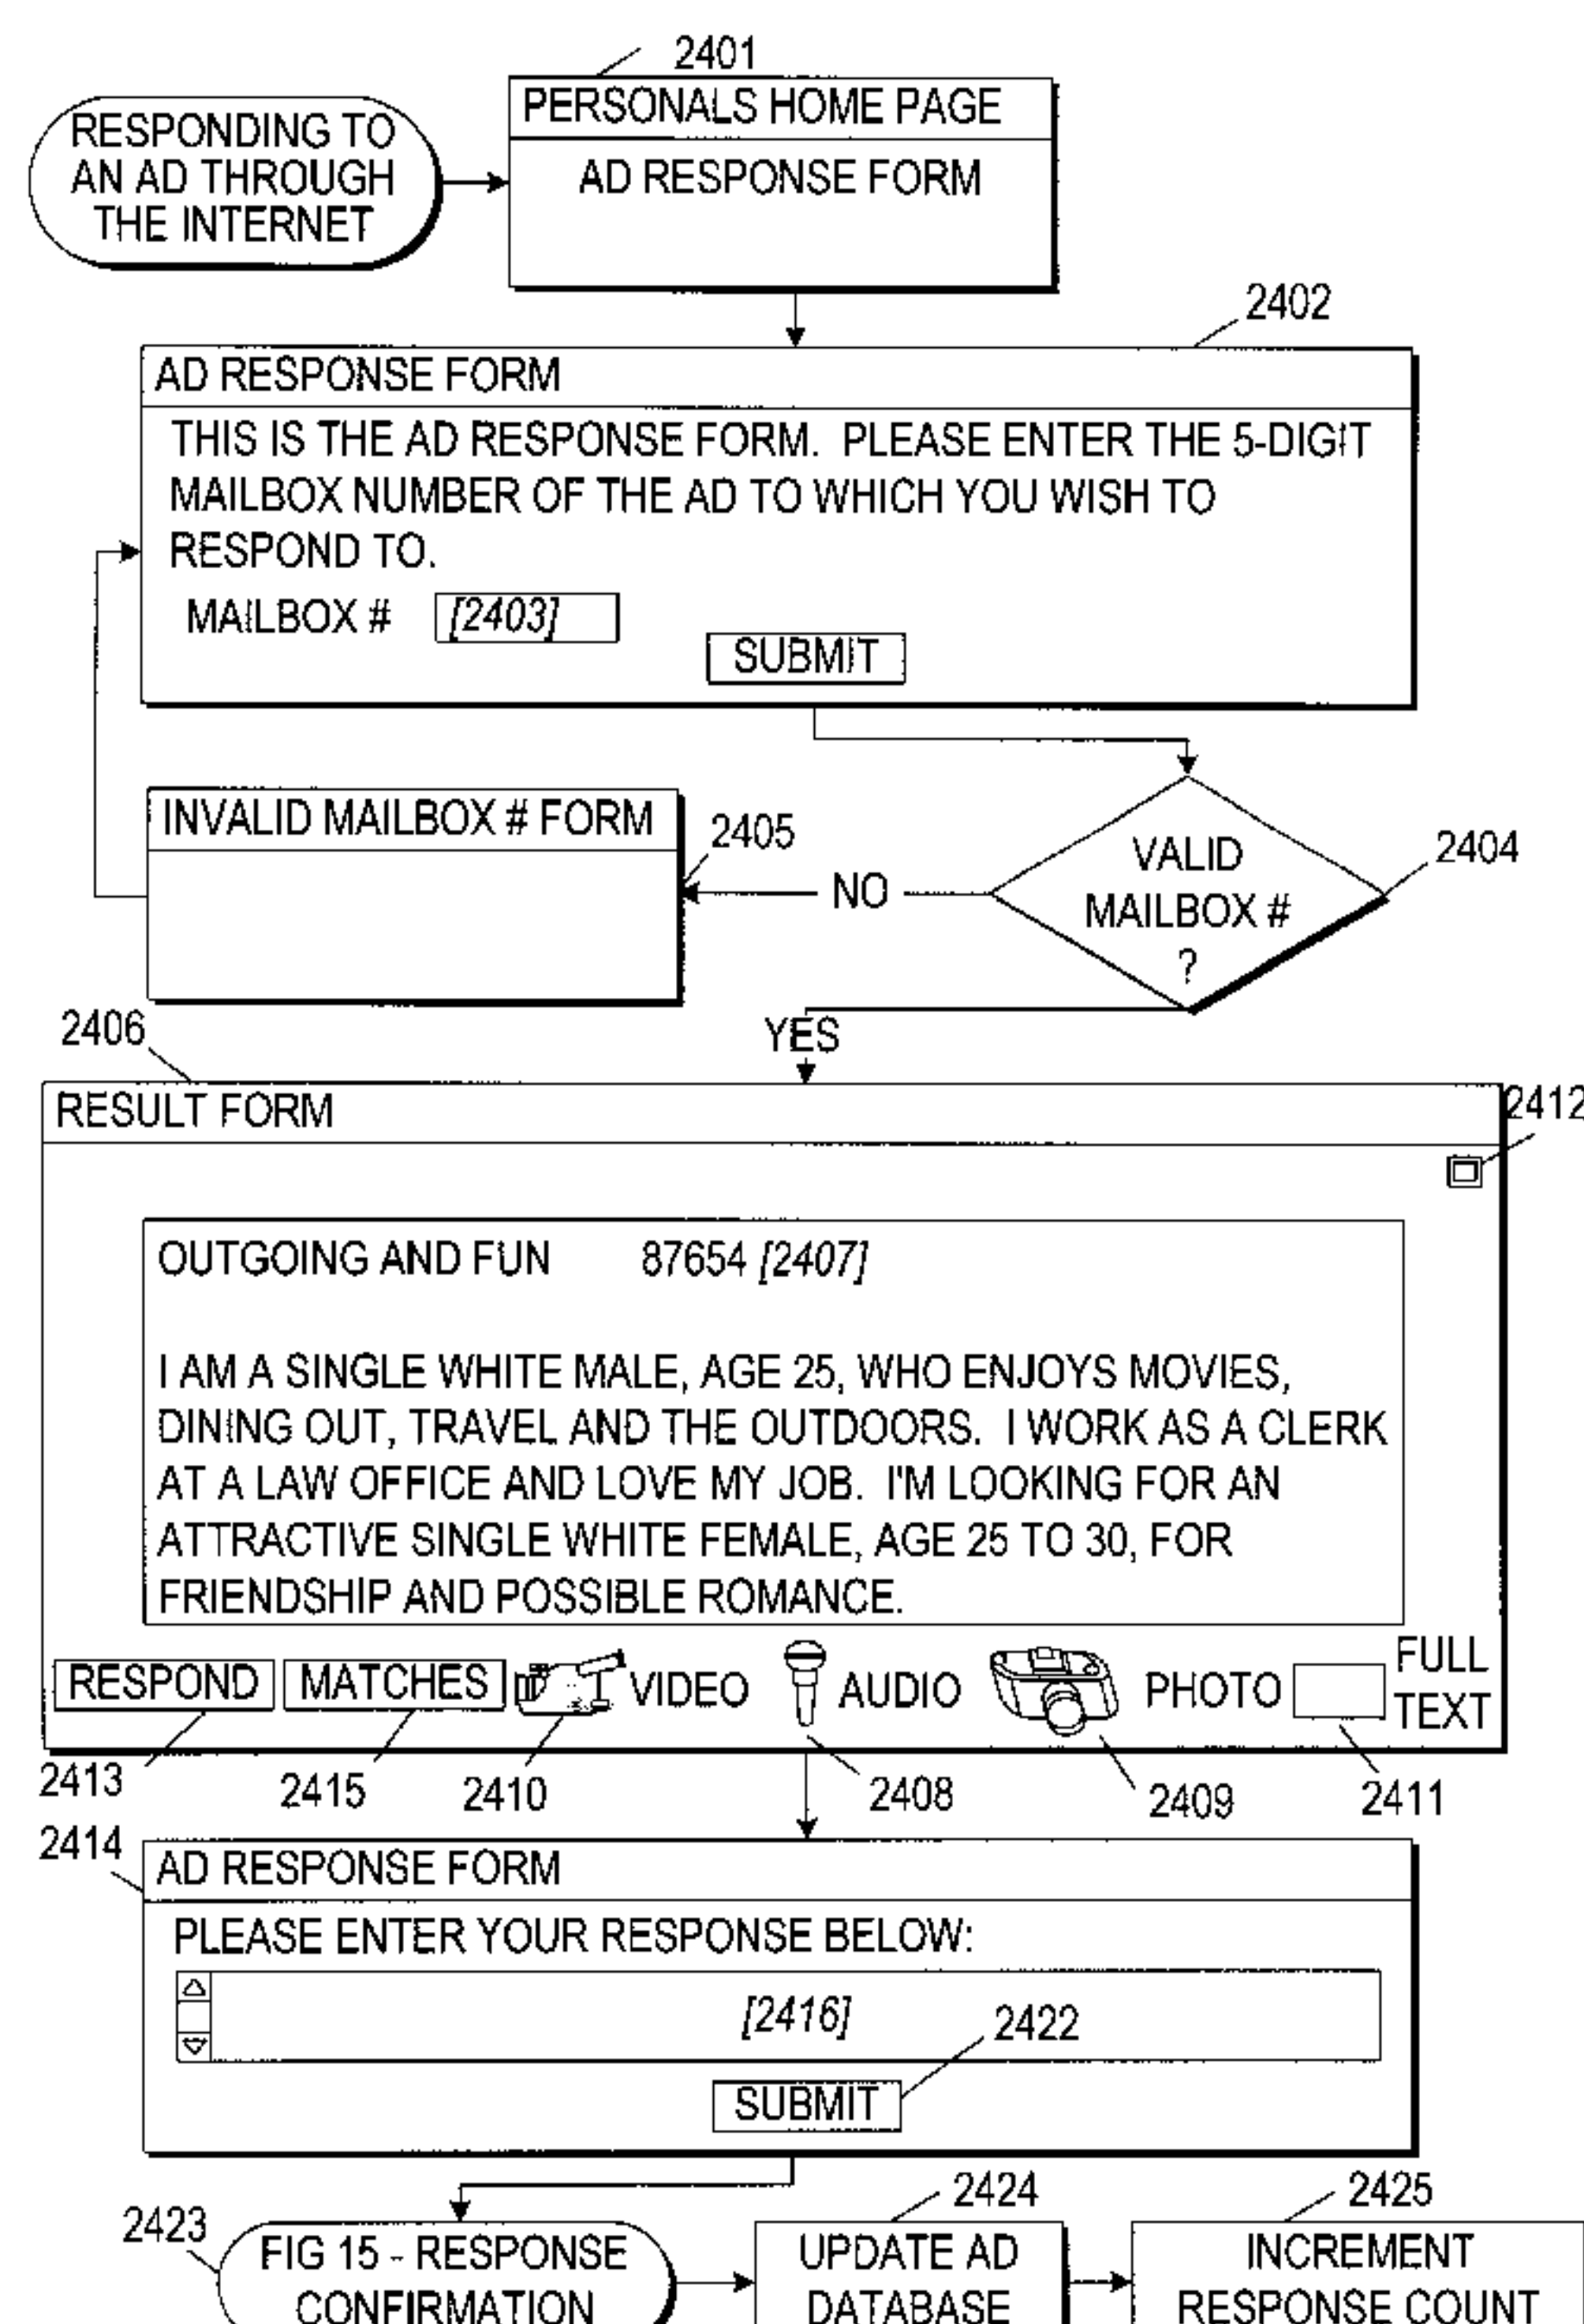 2401
PERSONALS HOME PAGE
RESPONDING TO
AN AD THROUGH
THE INTERNET
AD RESPONSE FORM
2402
AD RESPONSE FORM
THIS IS THE AD RESPONSE FORM. PLEASE ENTER THE 5-DIGIT
MAILBOX NUMBER OF THE AD TO WHICH YOU WISH TO
RESPOND TO.
MAILBOX # [2403]
SUBMIT
INVALID MAILBOX # FORM
2405
NO
VALID
MAILBOX #
?
2404
2406
YES
RESULT FORM
2412
OUTGOING AND FUN 87654 [2407]
I AM A SINGLE WHITE MALE, AGE 25, WHO ENJOYS MOVIES,
DINING OUT, TRAVEL AND THE OUTDOORS. I WORK AS A CLERK
AT A LAW OFFICE AND LOVE MY JOB. I'M LOOKING FOR AN
ATTRACTIVE SINGLE WHITE FEMALE, AGE 25 TO 30, FOR
FRIENDSHIP AND POSSIBLE ROMANCE.
RESPOND MATCHES VIDEO AUDIO PHOTO FULL
TEXT
2413 2415 2410 2408 2409 2411
2414
AD RESPONSE FORM
PLEASE ENTER YOUR RESPONSE BELOW:
[2416]
2422
SUBMIT
2423
FIG 15 - RESPONSE
CONFIRMATION
2424
UPDATE AD
DATABASE
2425
INCREMENT
RESPONSE COUNT